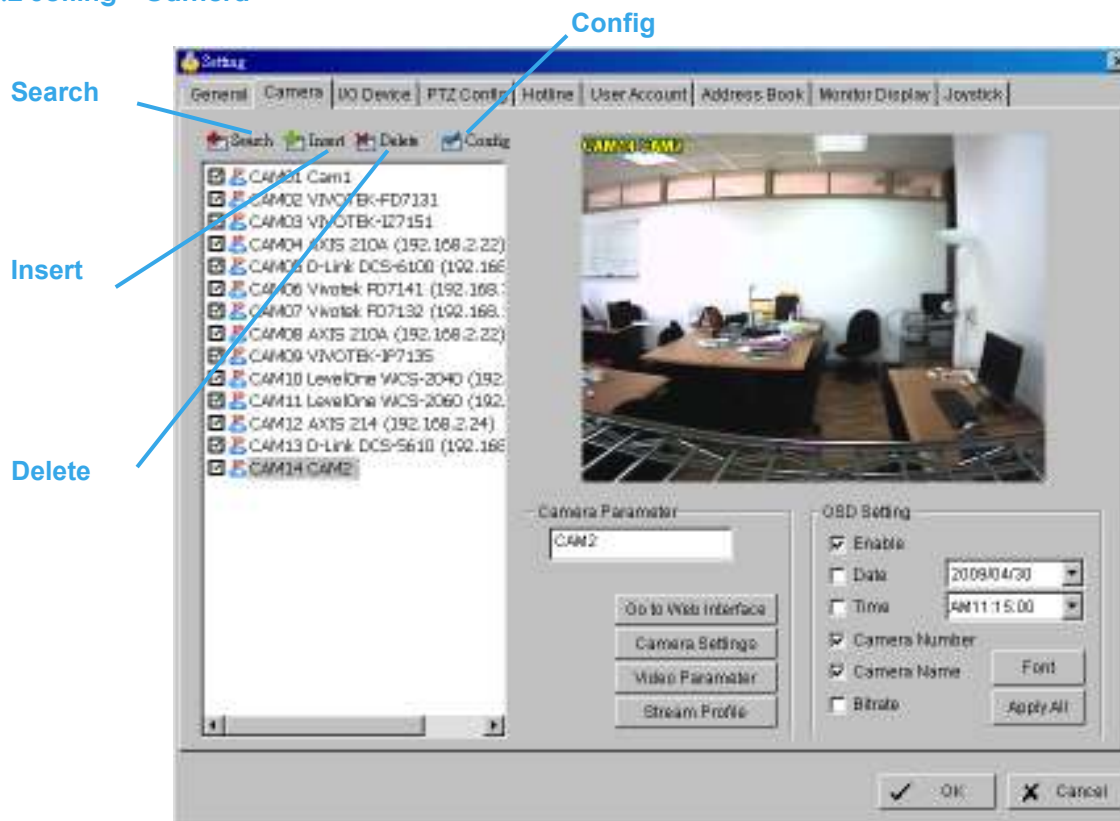 Camera
Config
Setting
Search
General Camera I/O Device PTZ Config Hotline User Account Address Book Monitor Display Joystick
Search Insert Delete Config
CAM14 CAM2
CAM01 Cam1
CAM02 VIVOTEK-FD7131
CAM03 VIVOTEK-IZ7151
CAM04 AXIS 210A (192.168.2.22)
Insert
CAM05 D-Link DCS-6100 (192.168
CAM06 Vivotek FD7141 (192.168.
CAM07 Vivotek FD7132 (192.168.
CAM08 AXIS 210A (192.168.2.22)
CAM09 VIVOTEK-IP7135
CAM10 LevelOne WCS-2040 (192.
CAM11 LevelOne WCS-2060 (192.
CAM12 AXIS 214 (192.168.2.24)
CAM13 D-Link DCS-5610 (192.168
Delete
CAM14 CAM2
Camera Parameter
CAM2
Go to Web Interface
Camera Settings
Video Parameter
Stream Profile
OSD Setting
Enable
Date 2009/04/30
Time AM11:15:00
Camera Number
Camera Name
Font
Bitrate
Apply All
OK Cancel